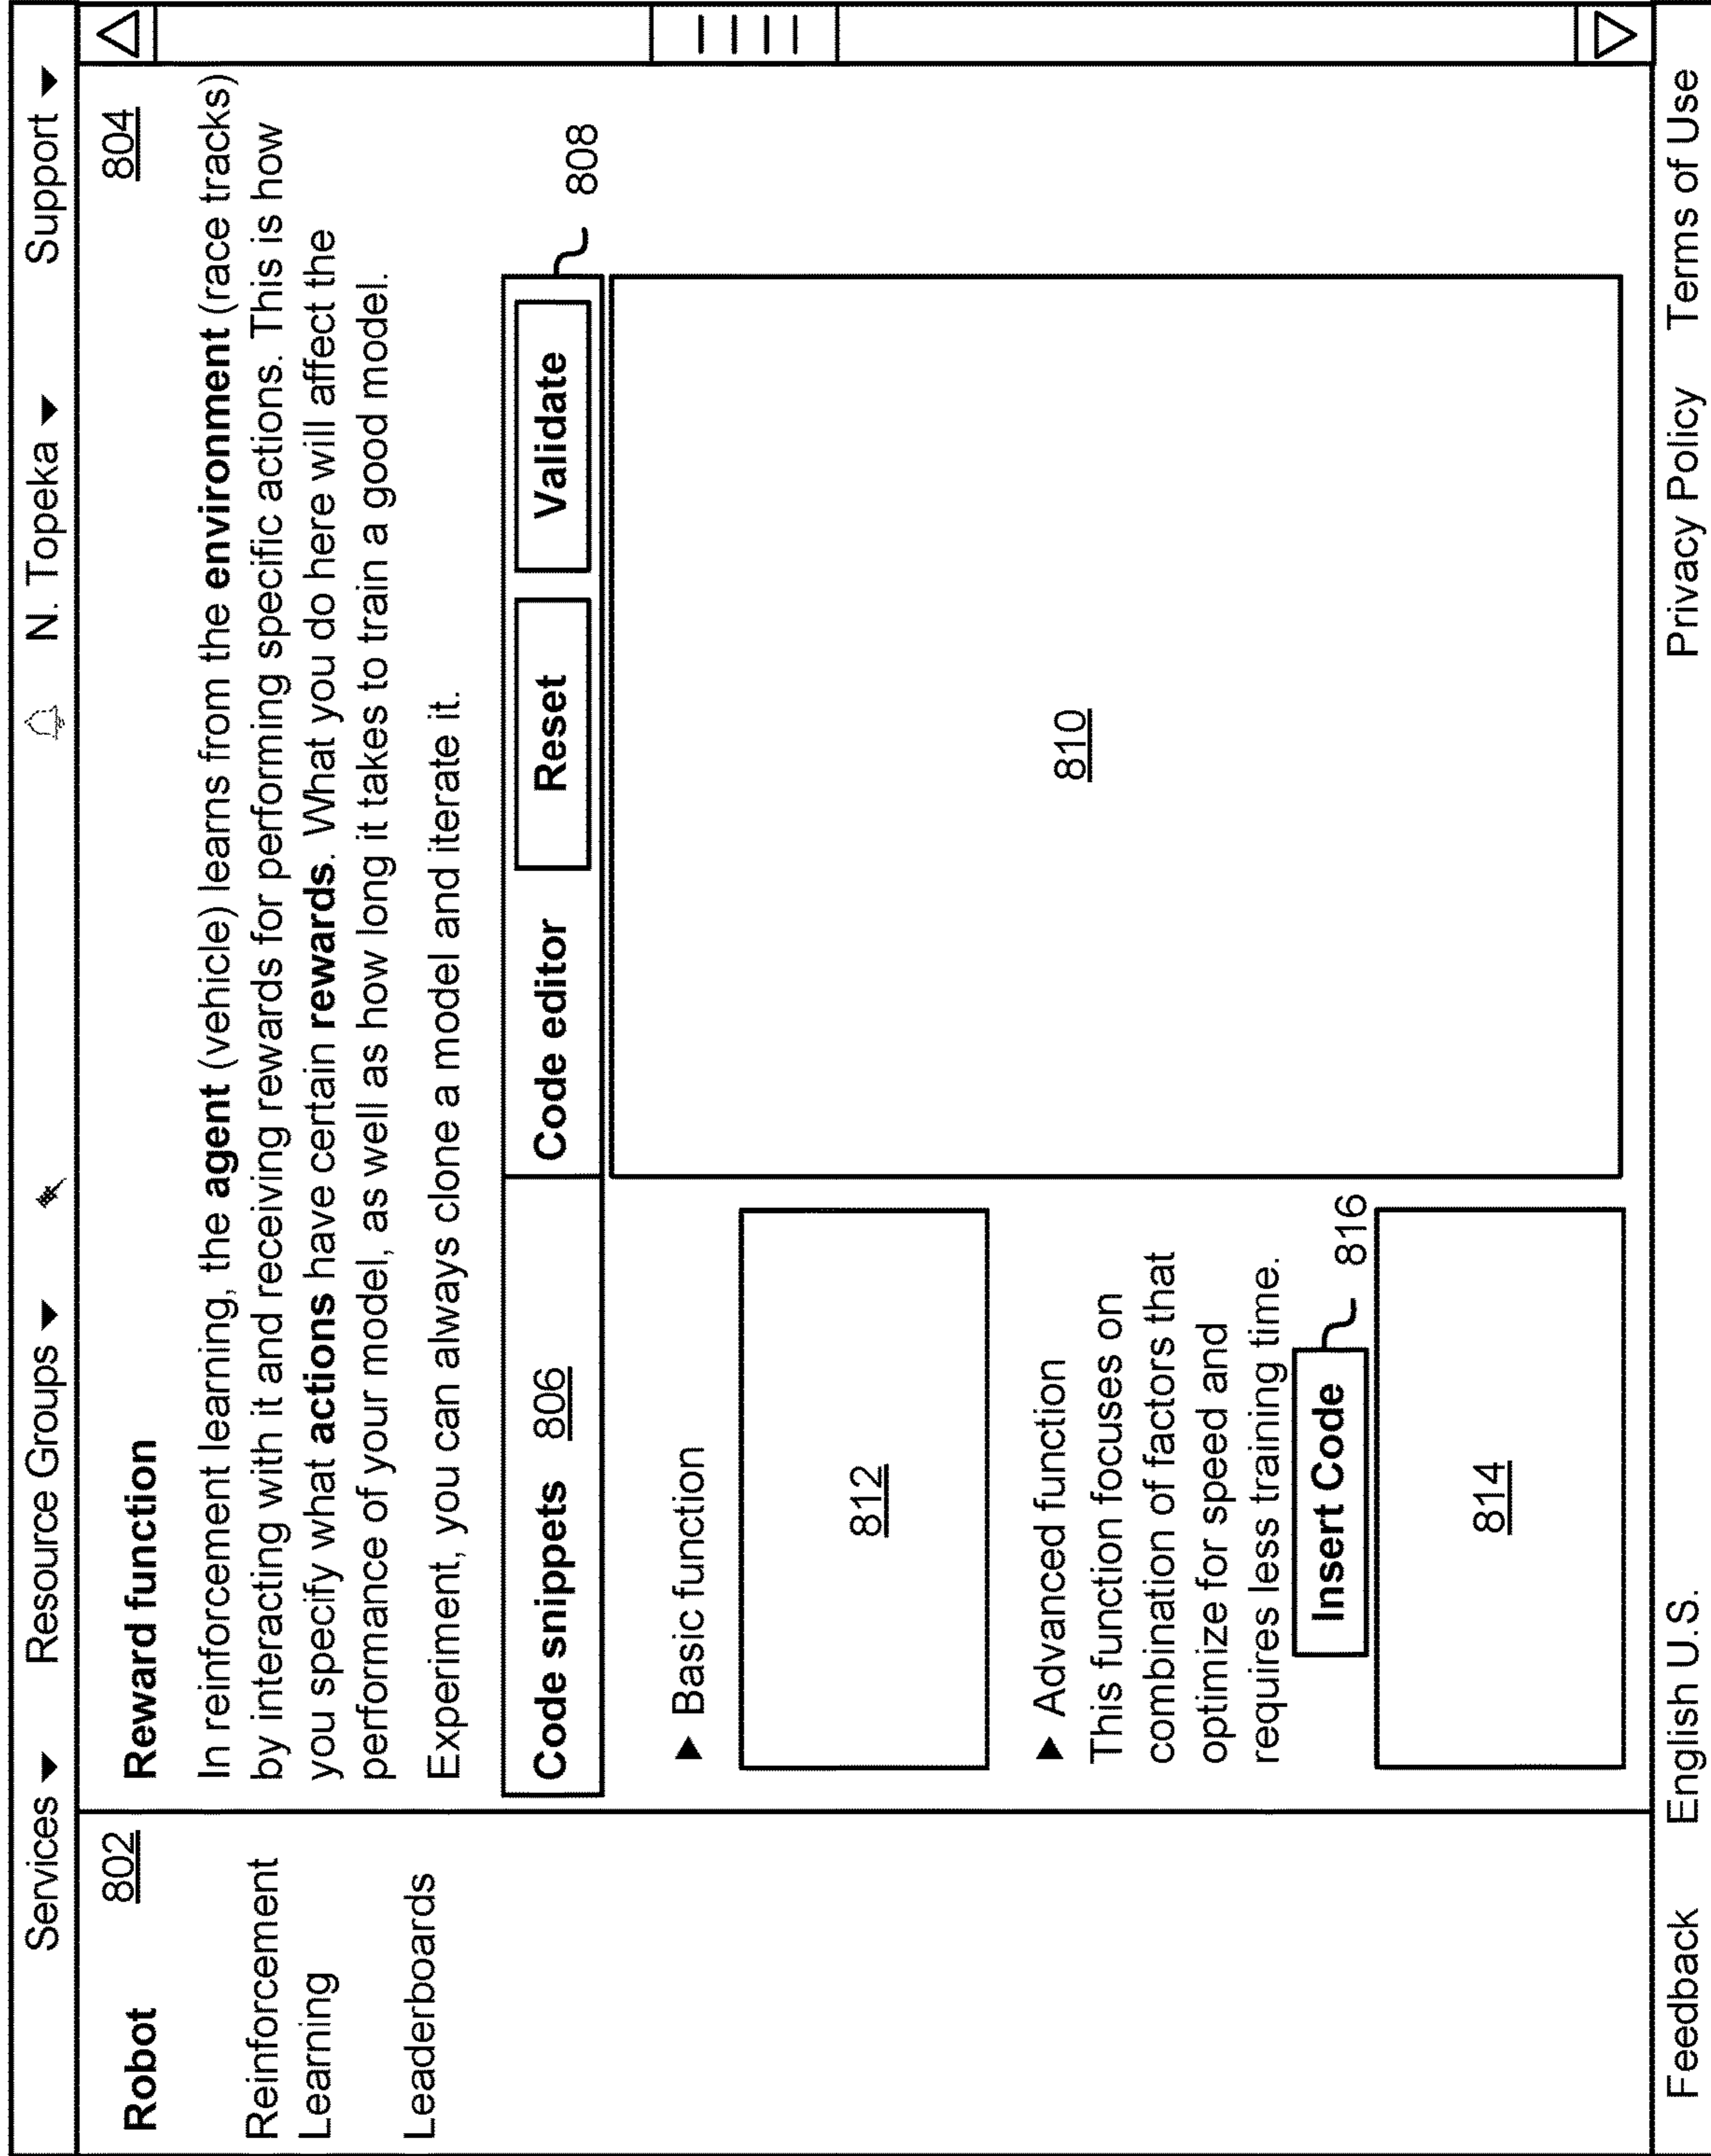 Services Resource Groups N. Topeka Support
Robot 802
Reinforcement
Learning
Leaderboards
804
Reward function
In reinforcement learning, the agent (vehicle) learns from the environment (race tracks)
by interacting with it and receiving rewards for performing specific actions. This is how
you specify what actions have certain rewards. What you do here will affect the
performance of your model, as well as how long it takes to train a good model.
Experiment, you can always clone a model and iterate it.
Code snippets 806
Code editor Reset Validate
808
Basic function
812
Advanced function
This function focuses on
combination of factors that
optimize for speed and
requires less training time.
Insert Code
816
814
810
Feedback English U.S. Privacy Policy Terms of Use